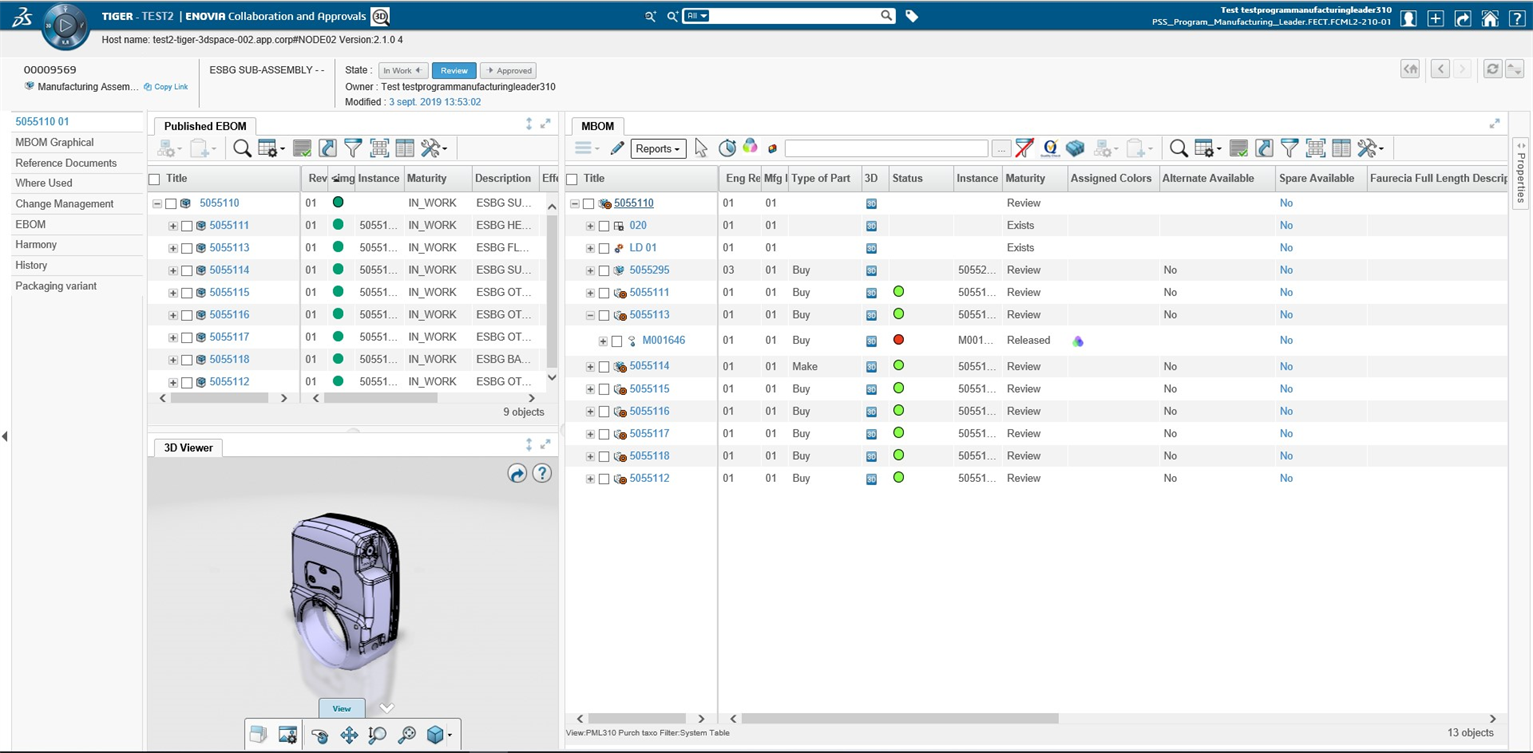 TIGER - TEST2 | ENOVIA Collaboration and Approvals 3D
All
Test testprogrammanufacturingleader310
PSS_Program_Manufacturing_Leader.FECT.FCML2-210-01
Host name: test2-tiger-3dspace-002.app.corp#NODE02 Version:2.1.0 4
00009569
Manufacturing Assem... Copy Link
ESBG SUB-ASSEMBLY - -
State : In Work Review Approved
Owner : Test testprogrammanufacturingleader310
Modified : 3 sept. 2019 13:53:02
5055110 01
MBOM Graphical
Reference Documents
Where Used
Change Management
EBOM
Harmony
History
Packaging variant
Published EBOM
Title Rev <img Instance Maturity Description Effe
5055110 01 IN_WORK ESBG SU...
5055111 01 50551... IN_WORK ESBG HE...
5055113 01 50551... IN_WORK ESBG FL...
5055114 01 50551... IN_WORK ESBG SU...
5055115 01 50551... IN_WORK ESBG OT...
5055116 01 50551... IN_WORK ESBG OT...
5055117 01 50551... IN_WORK ESBG OT...
5055118 01 50551... IN_WORK ESBG BA...
5055112 01 50551... IN_WORK ESBG OT...
9 objects
3D Viewer
View
MBOM
Reports
...
Title Eng Re Mfg I Type of Part 3D Status Instance Maturity Assigned Colors Alternate Available Spare Available Faurecia Full Length Descrip
5055110 01 01 3D Review No
020 01 01 3D Exists No
LD 01 01 01 3D Exists No
5055295 03 01 Buy 3D 50552... Review No No
5055111 01 01 Buy 3D 50551... Review No No
5055113 01 01 Buy 3D 50551... Review No No
M001646 01 01 Buy 3D M001... Released No
5055114 01 01 Make 3D 50551... Review No No
5055115 01 01 Buy 3D 50551... Review No No
5055116 01 01 Buy 3D 50551... Review No No
5055117 01 01 Buy 3D 50551... Review No No
5055118 01 01 Buy 3D 50551... Review No No
5055112 01 01 Buy 3D 50551... Review No No
View:PML310 Purch taxo Filter:System Table
13 objects
Properties